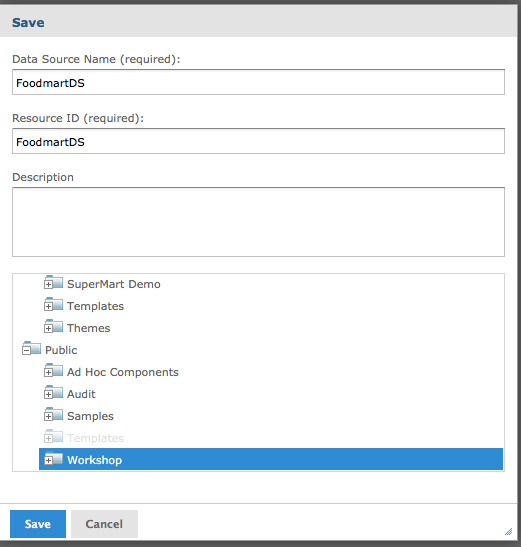 Save
Data Source Name (required):
FoodmartDS
Resource ID (required):
FoodmartDS
Description
SuperMart Demo
Templates
Themes
Public
Ad Hoc Components
Audit
Samples
Templates
Workshop
Save Cancel